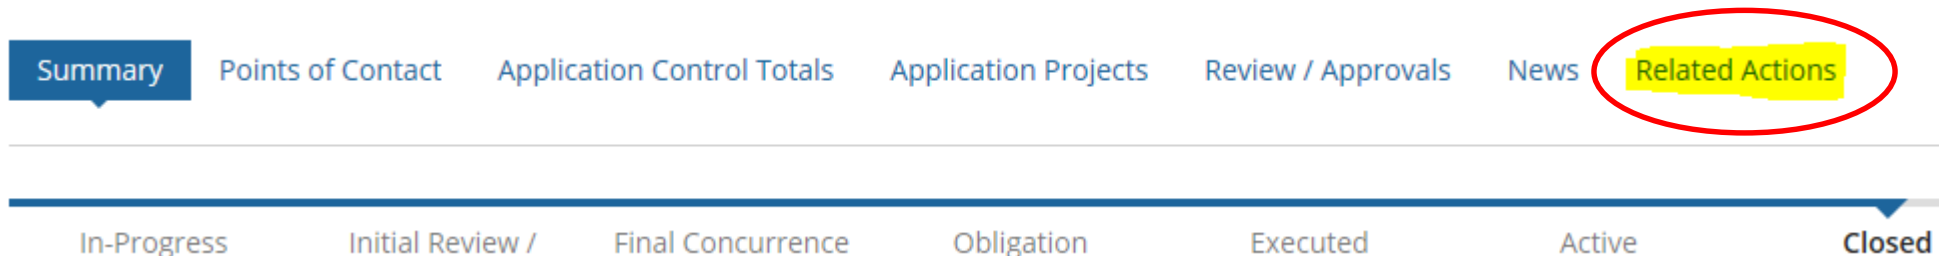 Summary Points of Contact Application Control Totals Application Projects Review / Approvals News Related Actions
In-Progress Initial Review / Final Concurrence Obligation Executed Active Closed